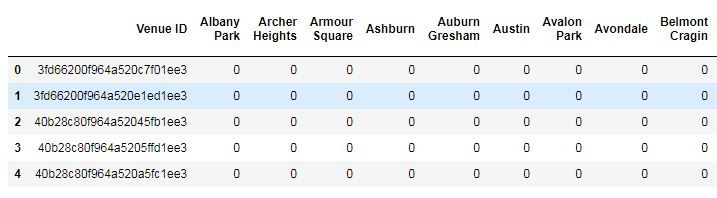 Venue ID Albany Park Archer Heights Armour Square Ashburn Auburn Gresham Austin Avalon Park Avondale Belmont Cragin
0 3fd66200f964a520c7f01ee3 0 0 0 0 0 0 0 0 0
1 3fd66200f964a520e1ed1ee3 0 0 0 0 0 0 0 0 0
2 40b28c80f964a52045fb1ee3 0 0 0 0 0 0 0 0 0
3 40b28c80f964a5205ffd1ee3 0 0 0 0 0 0 0 0 0
4 40b28c80f964a520a5fc1ee3 0 0 0 0 0 0 0 0 0